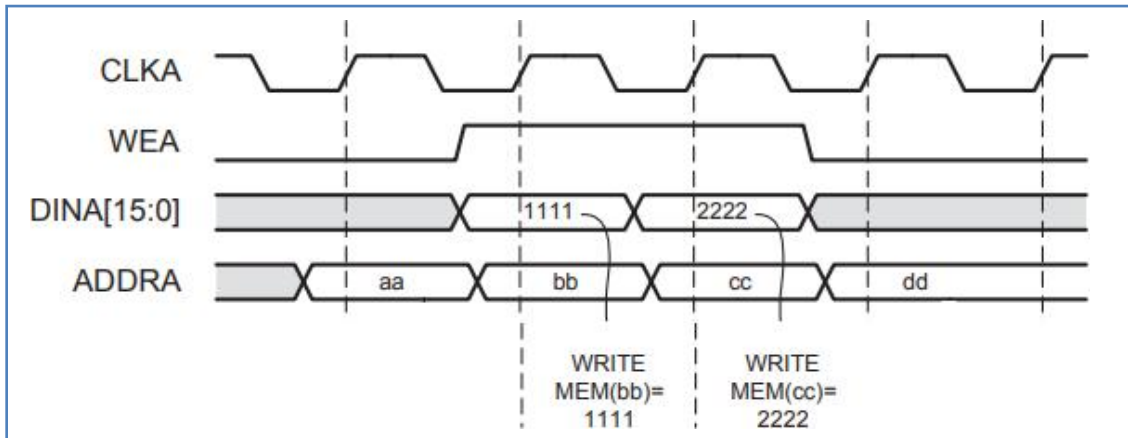 CLKA
WEA
DINA[15:0] 1111 2222
ADDRA aa bb cc dd
WRITE WRITE
MEM(bb)= MEM(cc)=
1111 2222